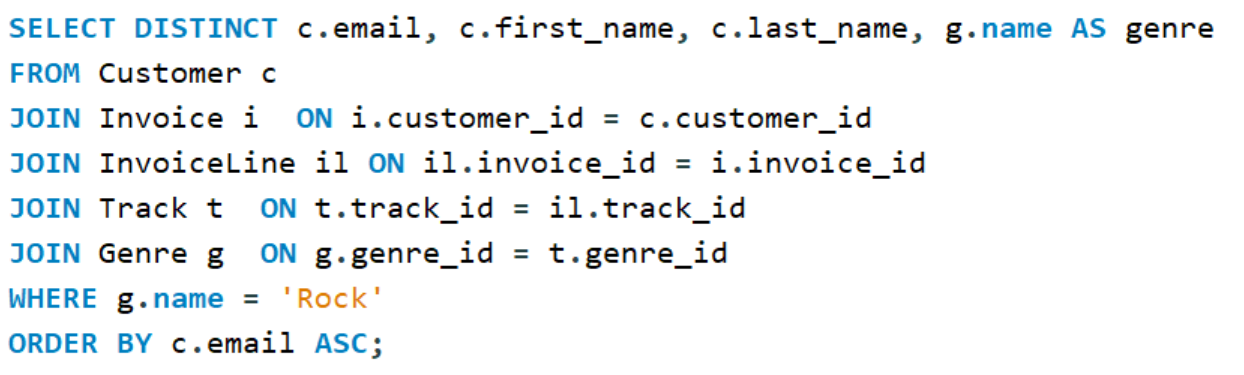 SELECT DISTINCT c.email, c.first_name, c.last_name, g.name AS genre
FROM Customer c
JOIN Invoice i  ON i.customer_id = c.customer_id
JOIN InvoiceLine il ON il.invoice_id = i.invoice_id
JOIN Track t  ON t.track_id = il.track_id
JOIN Genre g  ON g.genre_id = t.genre_id
WHERE g.name = 'Rock'
ORDER BY c.email ASC;